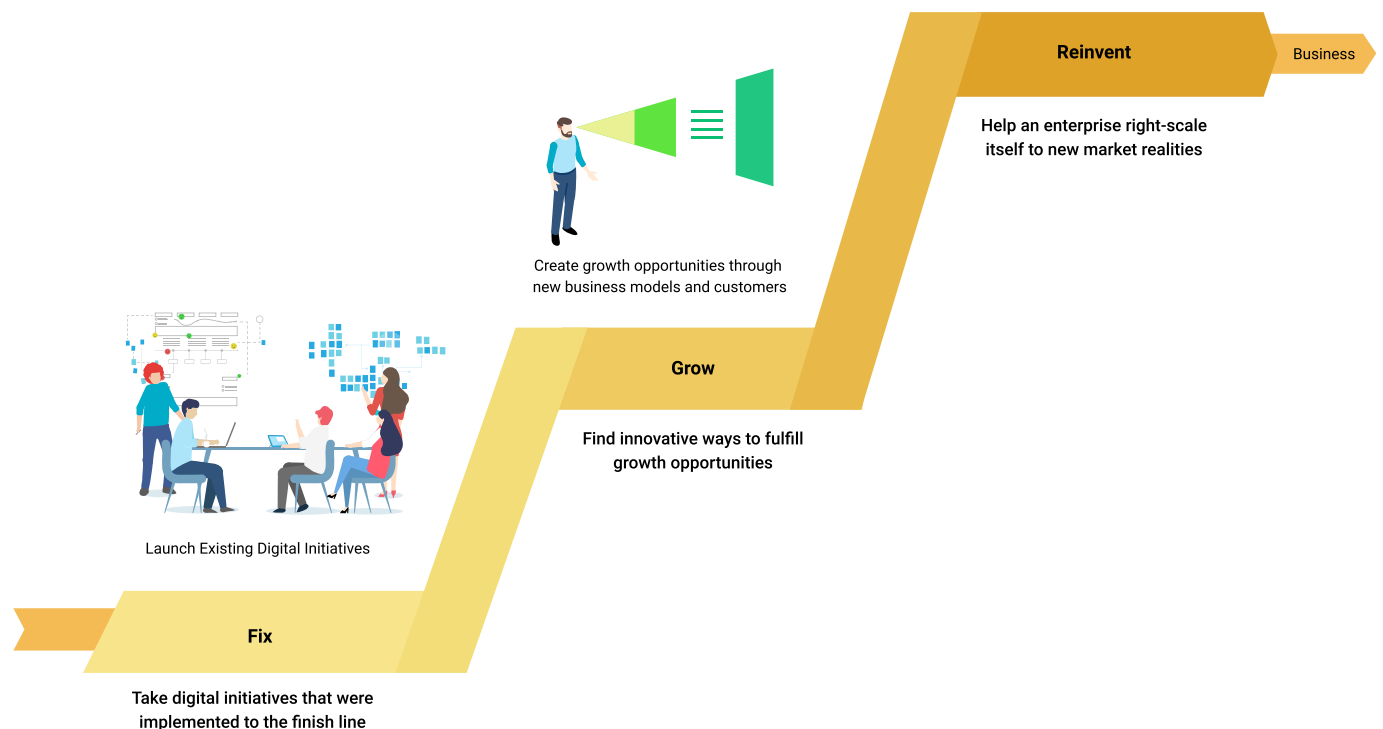 Reinvent
Business
Help an enterprise right-scale
itself to new market realities
Create growth opportunities through
new business models and customers
Grow
Find innovative ways to fulfill
growth opportunities
Launch Existing Digital Initiatives
Fix
Take digital initiatives that were
implemented to the finish line